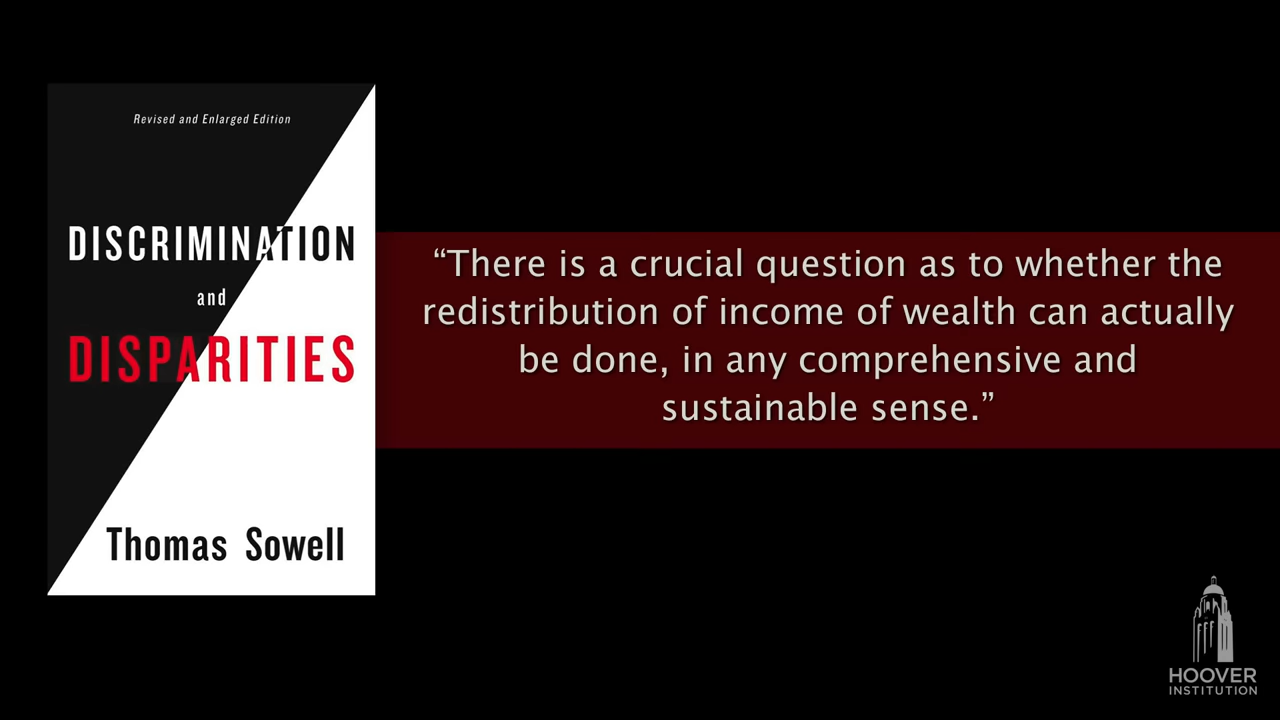 Revised and Enlarged Edition
DISCRIMINATION
and
DISPARITIES
Thomas Sowell
“There is a crucial question as to whether the
redistribution of income of wealth can actually
be done, in any comprehensive and
sustainable sense.”
HOOVER
INSTITUTION